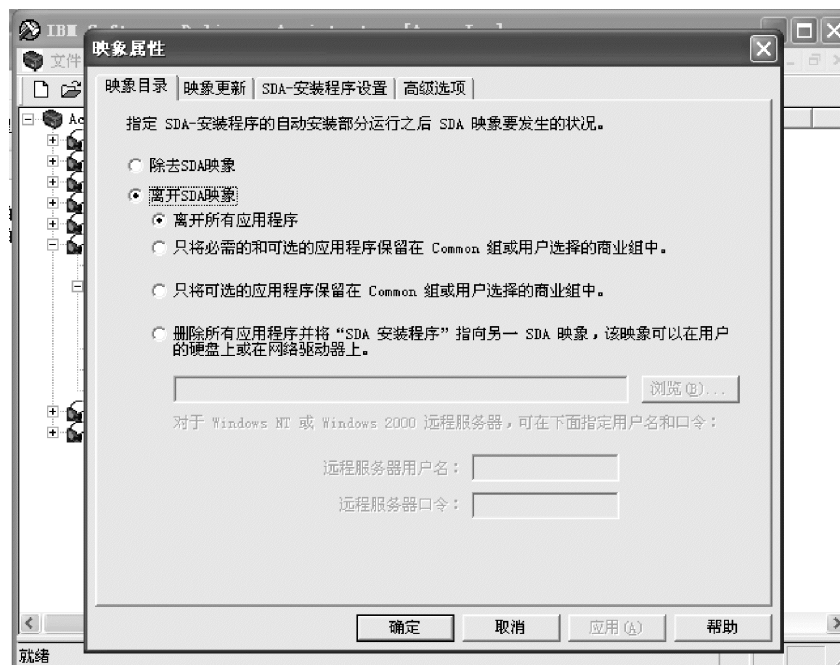 IBM
映象属性
文件
映象目录 映象更新 SDA-安装程序设置 高级选项
指定 SDA-安装程序的自动安装部分运行之后 SDA 映象要发生的状况。
除去SDA映象
离开SDA映象
离开所有应用程序
只将必需的和可选的应用程序保留在 Common 组或用户选择的商业组中。
只将可选的应用程序保留在 Common 组或用户选择的商业组中。
删除所有应用程序并将“SDA 安装程序”指向另一 SDA 映象，该映象可以在用户
的硬盘上或在网络驱动器上。
浏览(B)...
对于 Windows NT 或 Windows 2000 远程服务器，可在下面指定用户名和口令：
远程服务器用户名：
远程服务器口令：
确定 取消 应用(A) 帮助
就绪